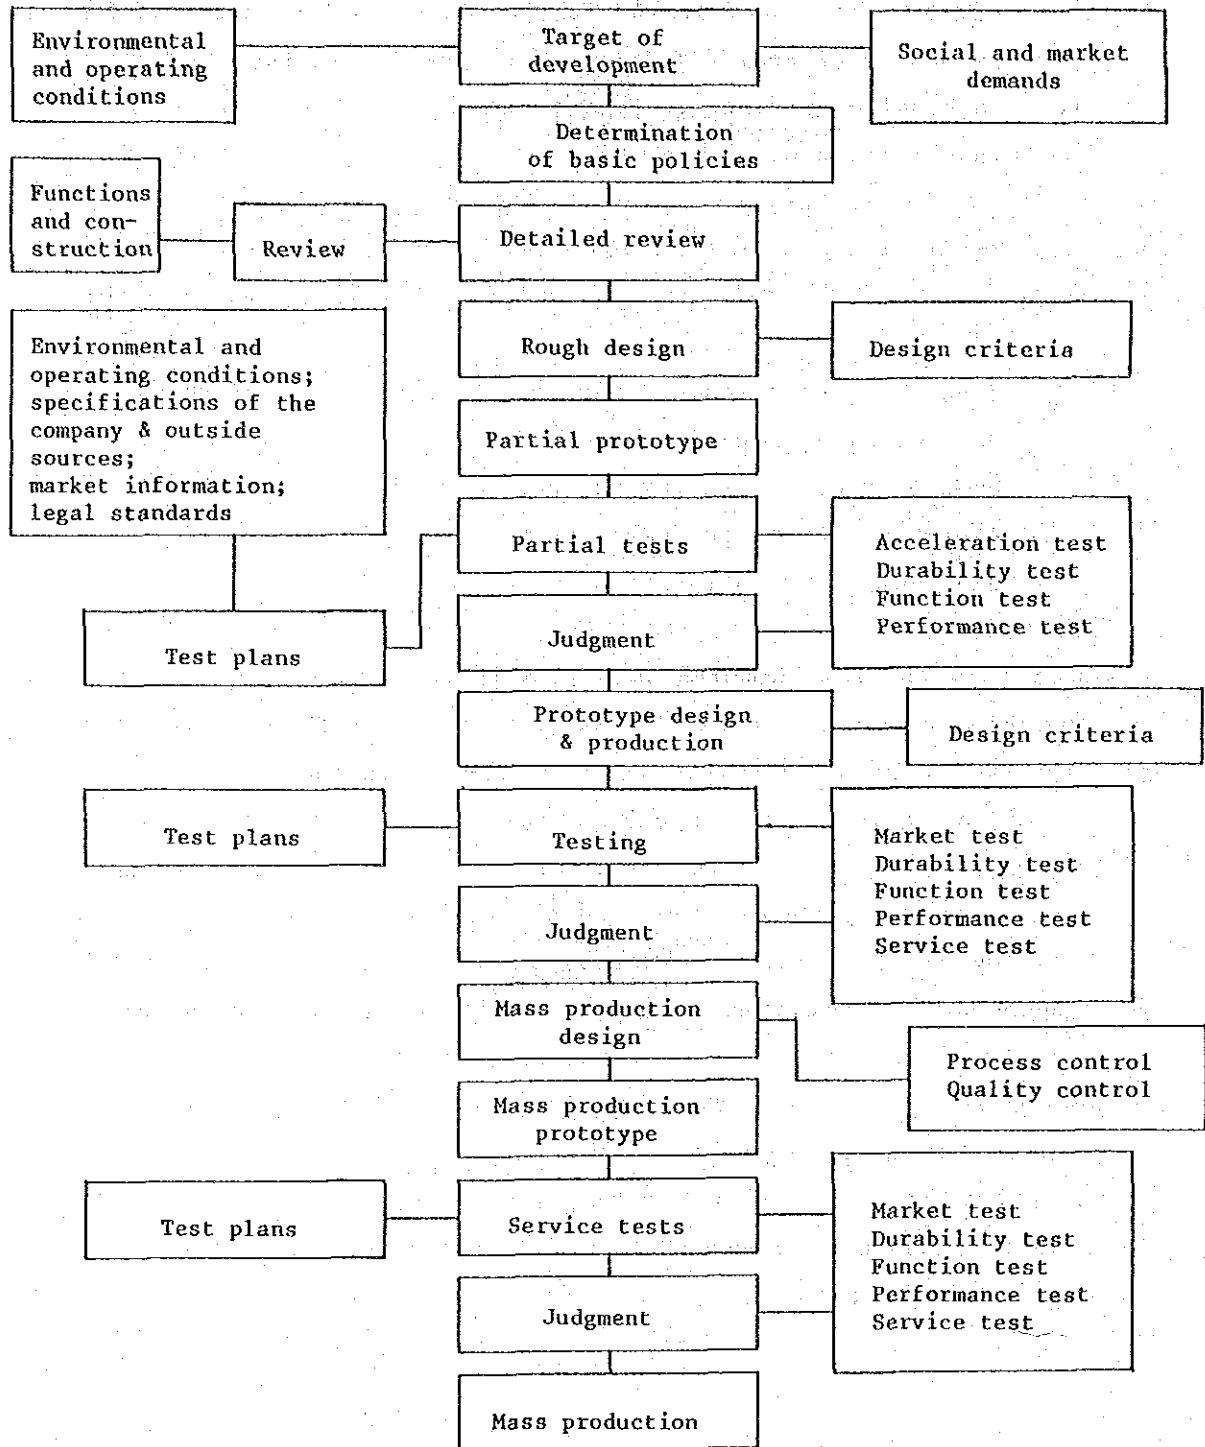 Environmental
and operating
conditions
Target of
development
Social and market
demands
Determination
of basic policies
Functions
and con-
struction
Review
Detailed review
Environmental and
operating conditions;
specifications of the
company & outside
sources;
market information;
legal standards
Rough design
Design criteria
Partial prototype
Partial tests
Acceleration test
Durability test
Function test
Performance test
Test plans
Judgment
Prototype design
& production
Design criteria
Test plans
Testing
Market test
Durability test
Function test
Performance test
Service test
Judgment
Mass production
design
Process control
Quality control
Mass production
prototype
Test plans
Service tests
Market test
Durability test
Function test
Performance test
Service test
Judgment
Mass production